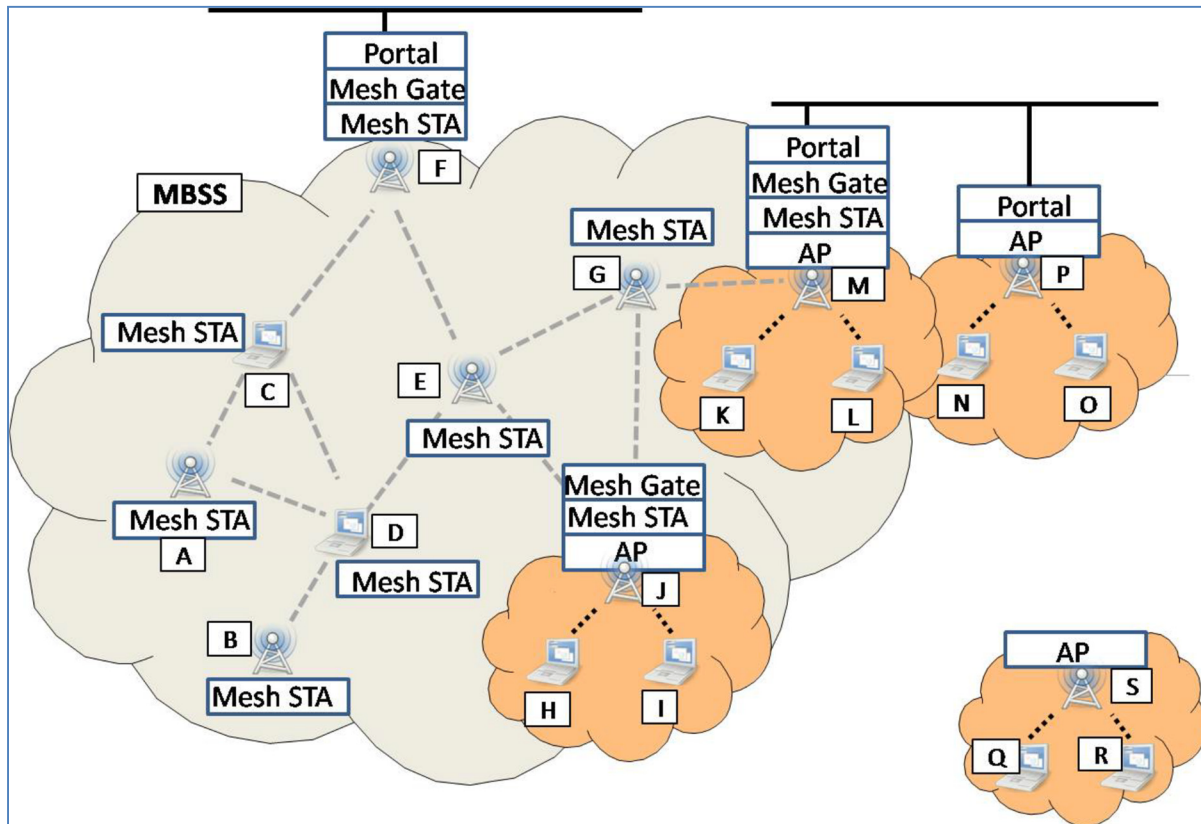 Portal
Mesh Gate
Mesh STA
F
MBSS
Portal
Mesh Gate
Mesh STA
AP
M
Portal
AP
P
Mesh STA
G
Mesh STA
C
E
Mesh STA
K
L
N
O
Mesh STA
A
D
Mesh STA
Mesh Gate
Mesh STA
AP
J
B
Mesh STA
H
I
AP
S
Q
R